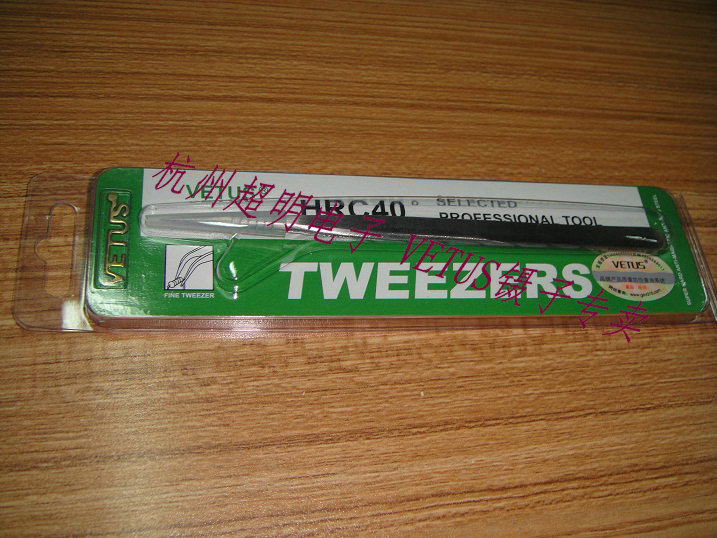 VETUS®
VETUS®
HRC40°
SELECTED
PROFESSIONAL TOOL
FINE TWEEZER
TWEEZERS
VETUS
杭州超明电子 VETUS镊子专卖